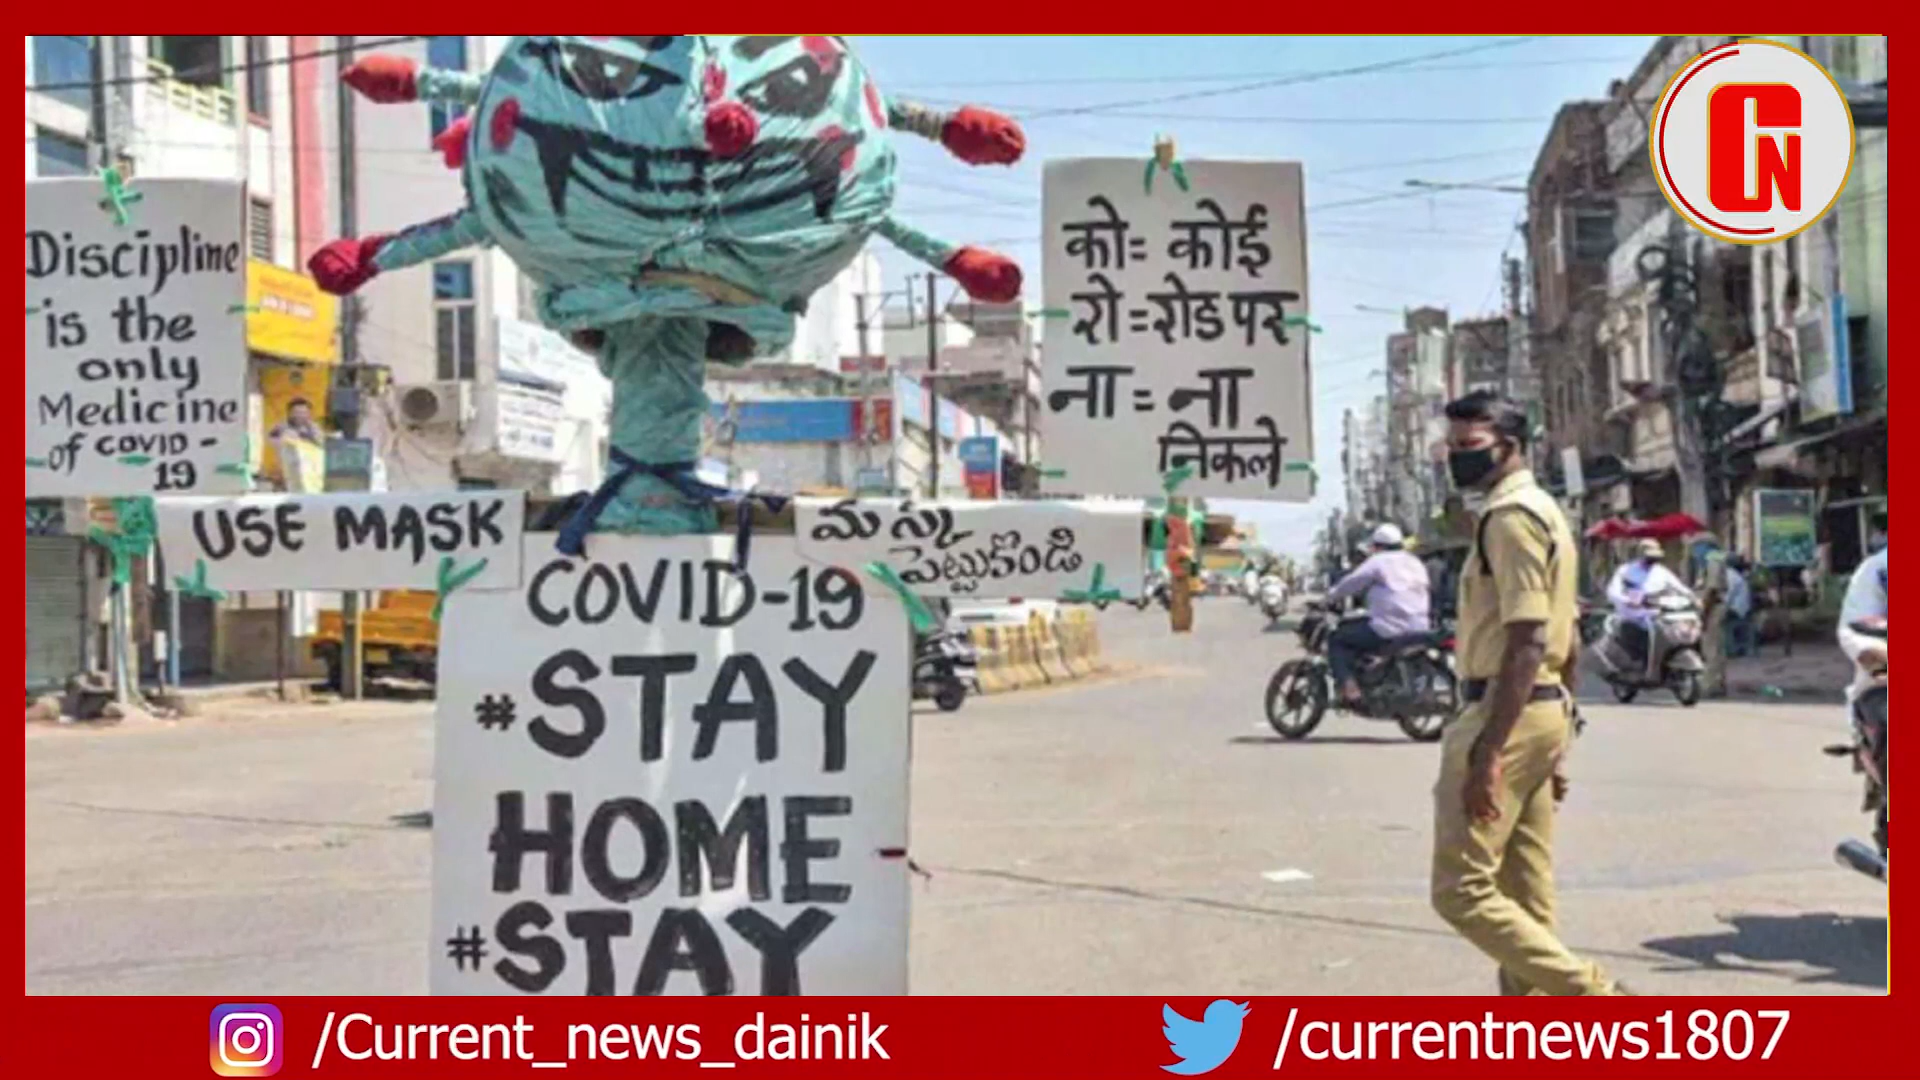 CN
Discipline
is the
only
Medicine
of COVID-
19
को= कोई
रो=रोड पर
ना= ना
निकले
USE MASK
మాస్క
పెట్టుకొండి
COVID-19
#STAY
HOME
#STAY
/Current_news_dainik
/currentnews1807